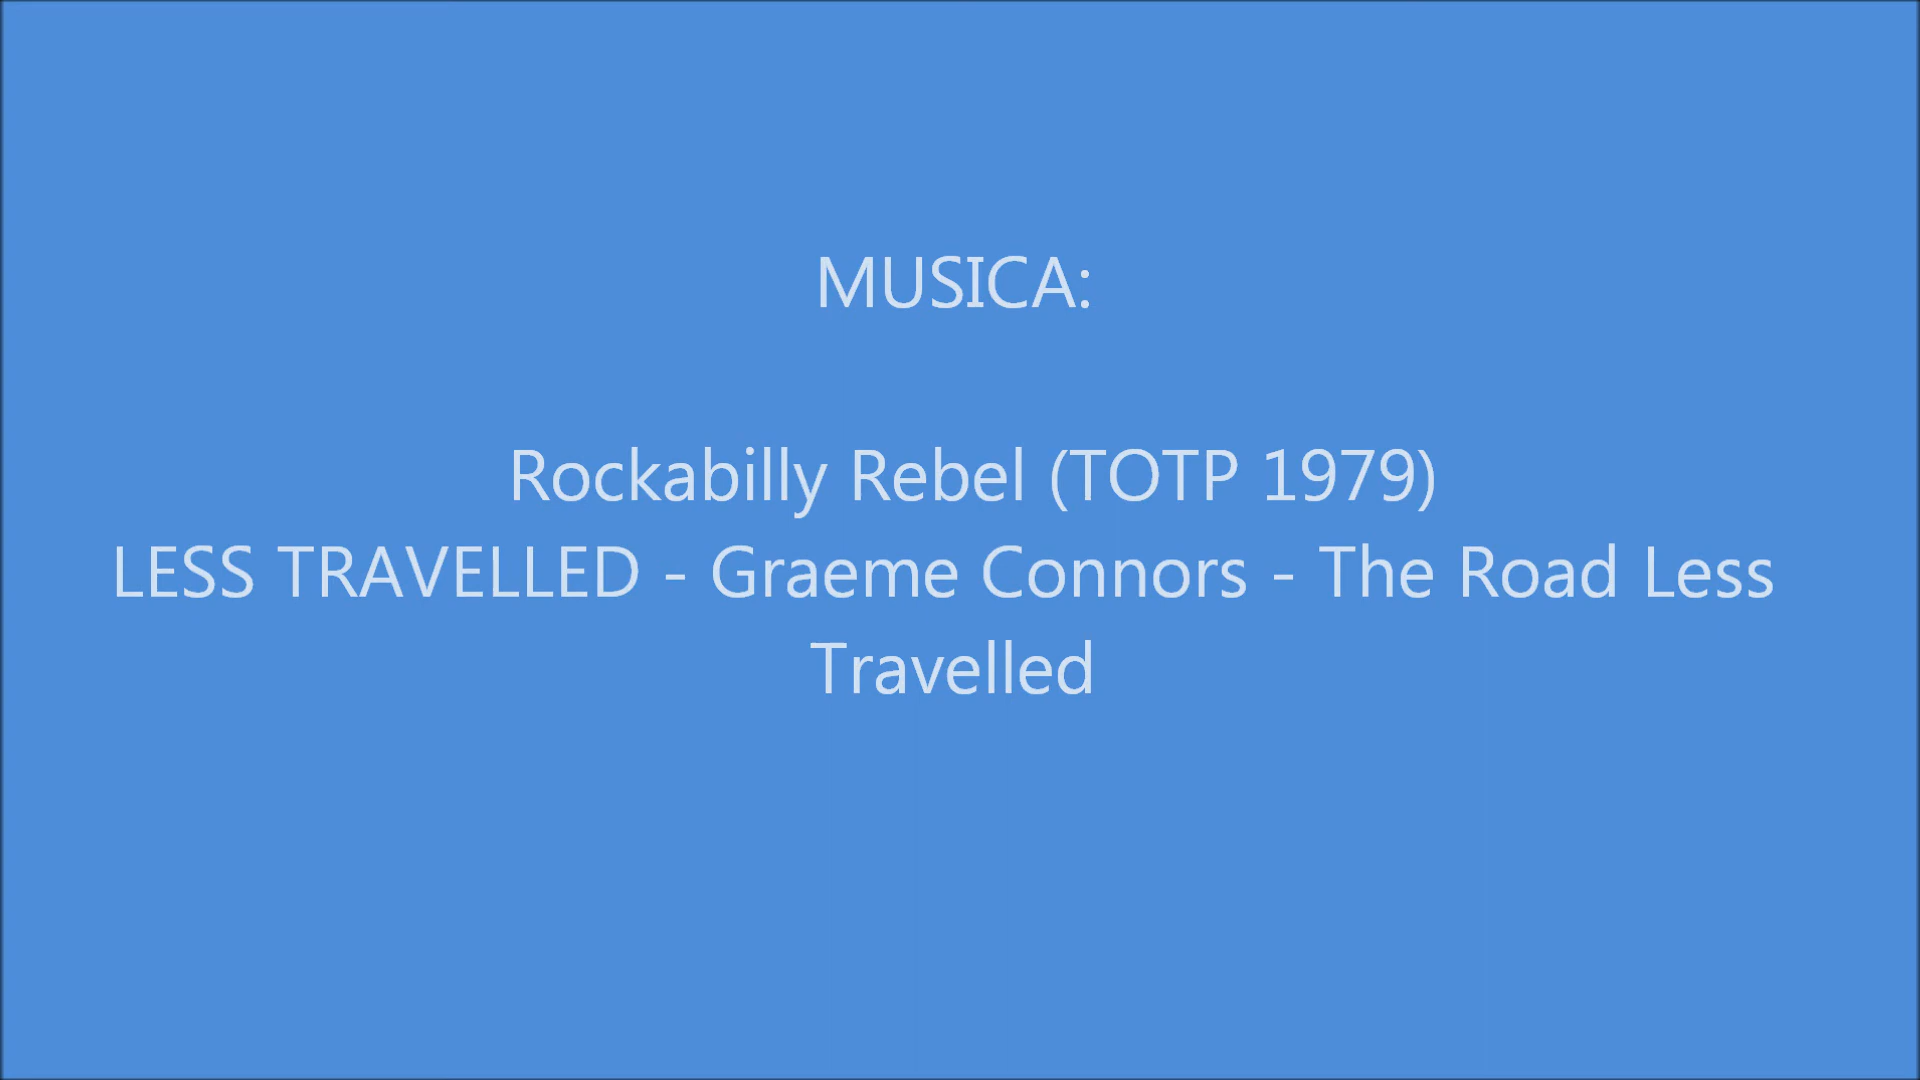 MUSICA:
Rockabilly Rebel (TOTP 1979)
LESS TRAVELLED - Graeme Connors - The Road Less
Travelled